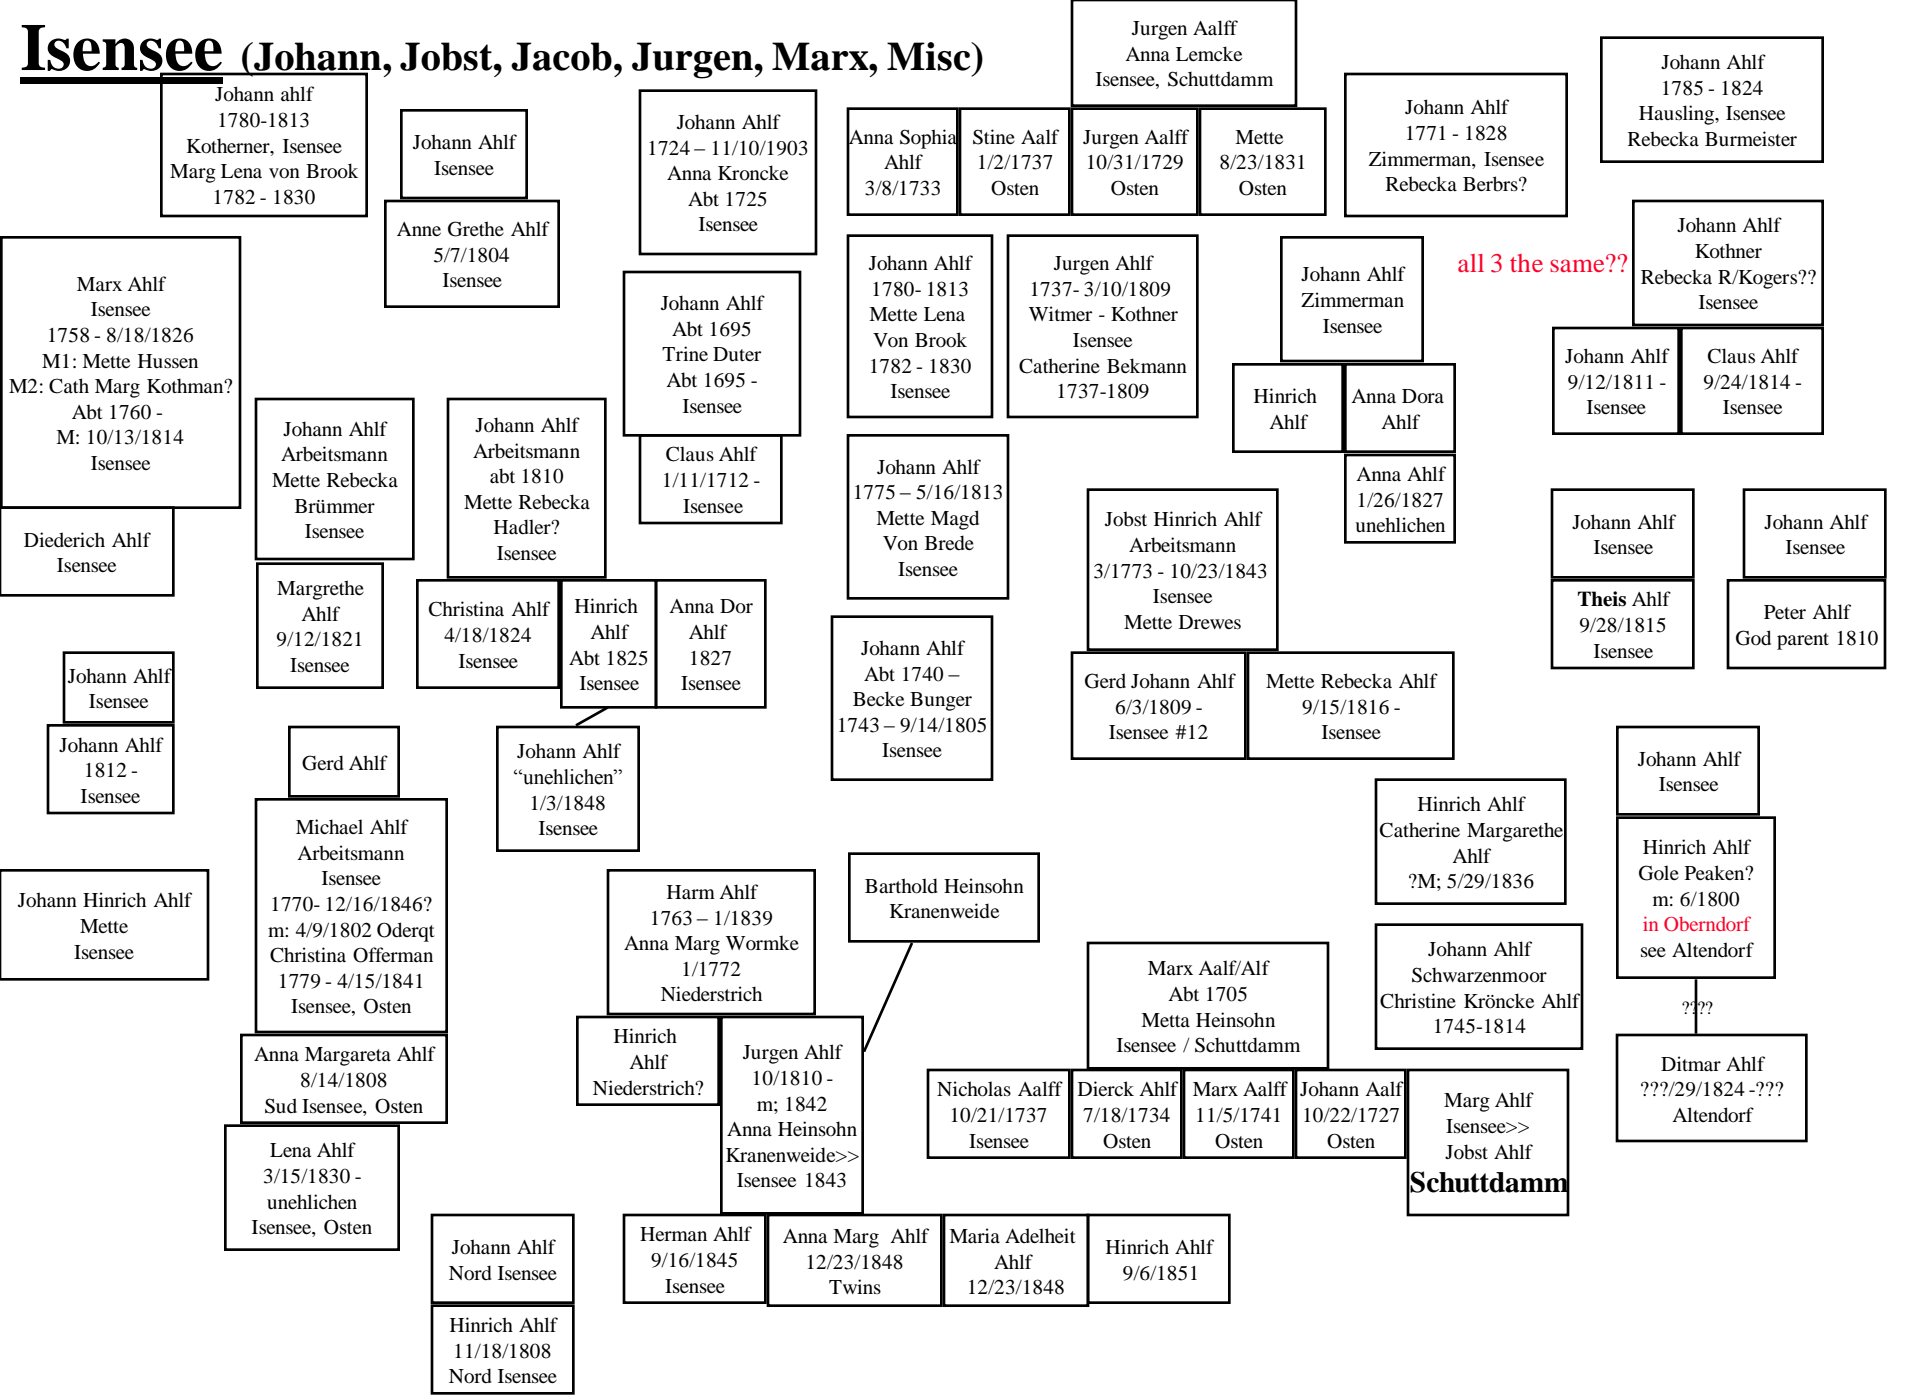 Isensee (Johann, Jobst, Jacob, Jurgen, Marx, Misc)
Johann ahlf
1780-1813
Kotherner, Isensee
Marg Lena von Brook
1782 - 1830
Johann Ahlf
Isensee
Anne Grethe Ahlf
5/7/1804
Isensee
Johann Ahlf
1724 – 11/10/1903
Anna Kroncke
Abt 1725
Isensee
Jurgen Aalff
Anna Lemcke
Isensee, Schuttdamm
Anna Sophia
Ahlf
3/8/1733
Stine Aalf
1/2/1737
Osten
Jurgen Aalff
10/31/1729
Osten
Mette
8/23/1831
Osten
Johann Ahlf
1771 - 1828
Zimmerman, Isensee
Rebecka Berbrs?
Johann Ahlf
1785 - 1824
Hausling, Isensee
Rebecka Burmeister
all 3 the same??
Johann Ahlf
Kothner
Rebecka R/Kogers??
Isensee
Johann Ahlf
9/12/1811 -
Isensee
Claus Ahlf
9/24/1814 -
Isensee
Marx Ahlf
Isensee
1758 - 8/18/1826
M1: Mette Hussen
M2: Cath Marg Kothman?
Abt 1760 -
M: 10/13/1814
Isensee
Diederich Ahlf
Isensee
Johann Ahlf
Abt 1695
Trine Duter
Abt 1695 -
Isensee
Claus Ahlf
1/11/1712 -
Isensee
Johann Ahlf
1780- 1813
Mette Lena
Von Brook
1782 - 1830
Isensee
Jurgen Ahlf
1737- 3/10/1809
Witmer - Kothner
Isensee
Catherine Bekmann
1737-1809
Johann Ahlf
Zimmerman
Isensee
Hinrich
Ahlf
Anna Dora
Ahlf
Anna Ahlf
1/26/1827
unehlichen
Johann Ahlf
Arbeitsmann
Mette Rebecka
Brümmer
Isensee
Margrethe
Ahlf
9/12/1821
Isensee
Johann Ahlf
Arbeitsmann
abt 1810
Mette Rebecka
Hadler?
Isensee
Christina Ahlf
4/18/1824
Isensee
Hinrich
Ahlf
Abt 1825
Isensee
Anna Dor
Ahlf
1827
Isensee
Johann Ahlf
“unehlichen”
1/3/1848
Isensee
Johann Ahlf
1775 – 5/16/1813
Mette Magd
Von Brede
Isensee
Johann Ahlf
Abt 1740 –
Becke Bunger
1743 – 9/14/1805
Isensee
Jobst Hinrich Ahlf
Arbeitsmann
3/1773 - 10/23/1843
Isensee
Mette Drewes
Gerd Johann Ahlf
6/3/1809 -
Isensee #12
Mette Rebecka Ahlf
9/15/1816 -
Isensee
Johann Ahlf
Isensee
Theis Ahlf
9/28/1815
Isensee
Johann Ahlf
Isensee
Peter Ahlf
God parent 1810
Johann Ahlf
Isensee
Johann Ahlf
1812 -
Isensee
Gerd Ahlf
Michael Ahlf
Arbeitsmann
Isensee
1770- 12/16/1846?
m: 4/9/1802 Oderqt
Christina Offerman
1779 - 4/15/1841
Isensee, Osten
Anna Margareta Ahlf
8/14/1808
Sud Isensee, Osten
Lena Ahlf
3/15/1830 -
unehlichen
Isensee, Osten
Johann Hinrich Ahlf
Mette
Isensee
Harm Ahlf
1763 – 1/1839
Anna Marg Wormke
1/1772
Niederstrich
Barthold Heinsohn
Kranenweide
Hinrich
Ahlf
Niederstrich?
Jurgen Ahlf
10/1810 -
m; 1842
Anna Heinsohn
Kranenweide>>
Isensee 1843
Herman Ahlf
9/16/1845
Isensee
Anna Marg Ahlf
12/23/1848
Twins
Maria Adelheit
Ahlf
12/23/1848
Hinrich Ahlf
9/6/1851
Marx Aalf/Alf
Abt 1705
Metta Heinsohn
Isensee / Schuttdamm
Nicholas Aalff
10/21/1737
Isensee
Dierck Ahlf
7/18/1734
Osten
Marx Aalff
11/5/1741
Osten
Johann Aalf
10/22/1727
Osten
Marg Ahlf
Isensee>>
Jobst Ahlf
Schuttdamm
Hinrich Ahlf
Catherine Margarethe
Ahlf
?M; 5/29/1836
Johann Ahlf
Schwarzenmoor
Christine Kröncke Ahlf
1745-1814
Johann Ahlf
Isensee
Hinrich Ahlf
Gole Peaken?
m: 6/1800
in Oberndorf
see Altendorf
????
Ditmar Ahlf
???/29/1824 -???
Altendorf
Johann Ahlf
Nord Isensee
Hinrich Ahlf
11/18/1808
Nord Isensee